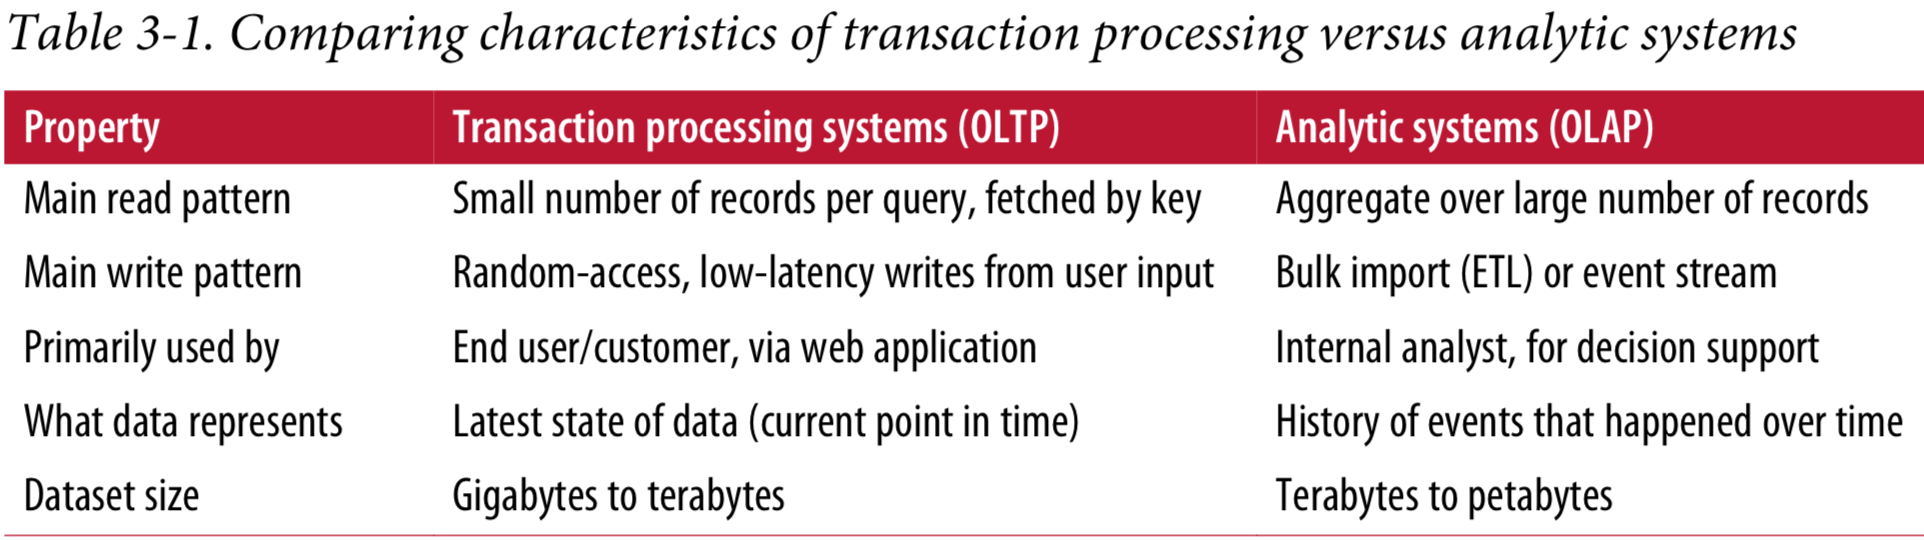 Table 3-1. Comparing characteristics of transaction processing versus analytic systems
Property Transaction processing systems (OLTP) Analytic systems (OLAP)
Main read pattern Small number of records per query, fetched by key Aggregate over large number of records
Main write pattern Random-access, low-latency writes from user input Bulk import (ETL) or event stream
Primarily used by End user/customer, via web application Internal analyst, for decision support
What data represents Latest state of data (current point in time) History of events that happened over time
Dataset size Gigabytes to terabytes Terabytes to petabytes